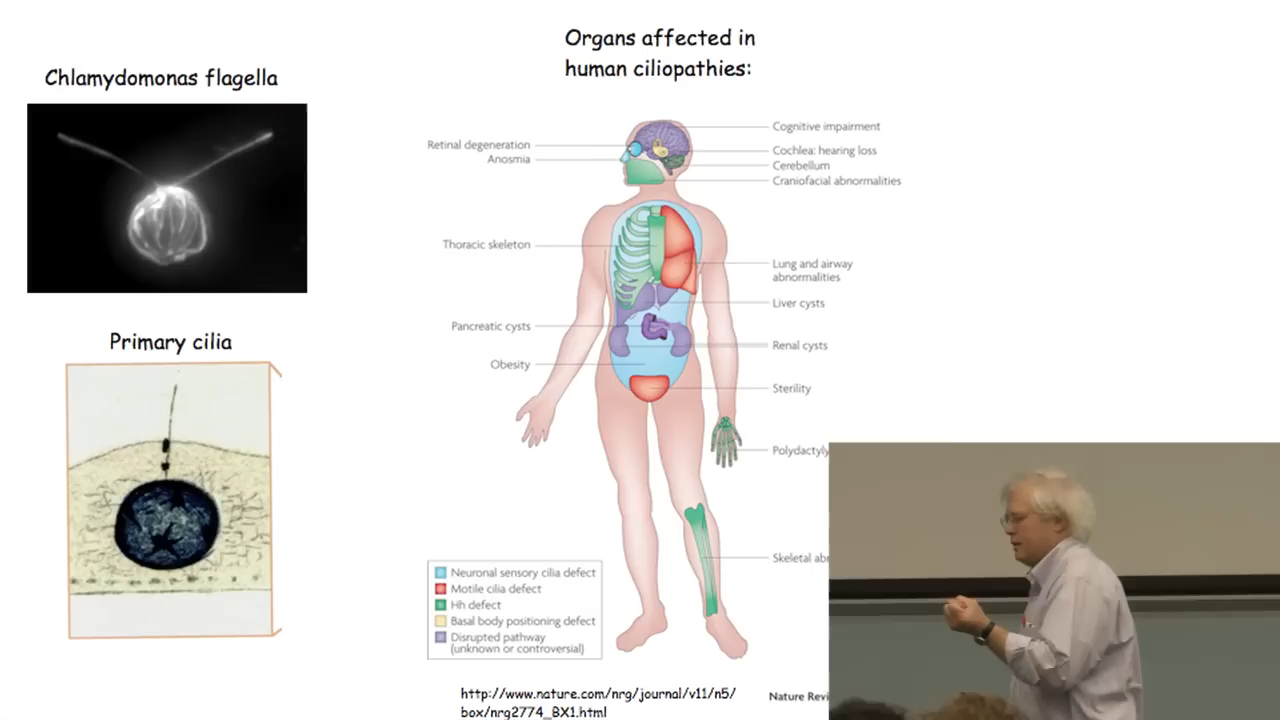 Organs affected in
human ciliopathies:
Chlamydomonas flagella
Primary cilia
Retinal degeneration
Anosmia
Thoracic skeleton
Pancreatic cysts
Obesity
Cognitive impairment
Cochlea: hearing loss
Cerebellum
Craniofacial abnormalities
Lung and airway
abnormalities
Liver cysts
Renal cysts
Sterility
Polydactyly
Skeletal
Neuronal sensory cilia defect
Motile cilia defect
Hh defect
Basal body positioning defect
Disrupted pathway
(unknown or controversial)
http://www.nature.com/nrg/journal/v11/n5/
box/nrg2774_BX1.html
Nature